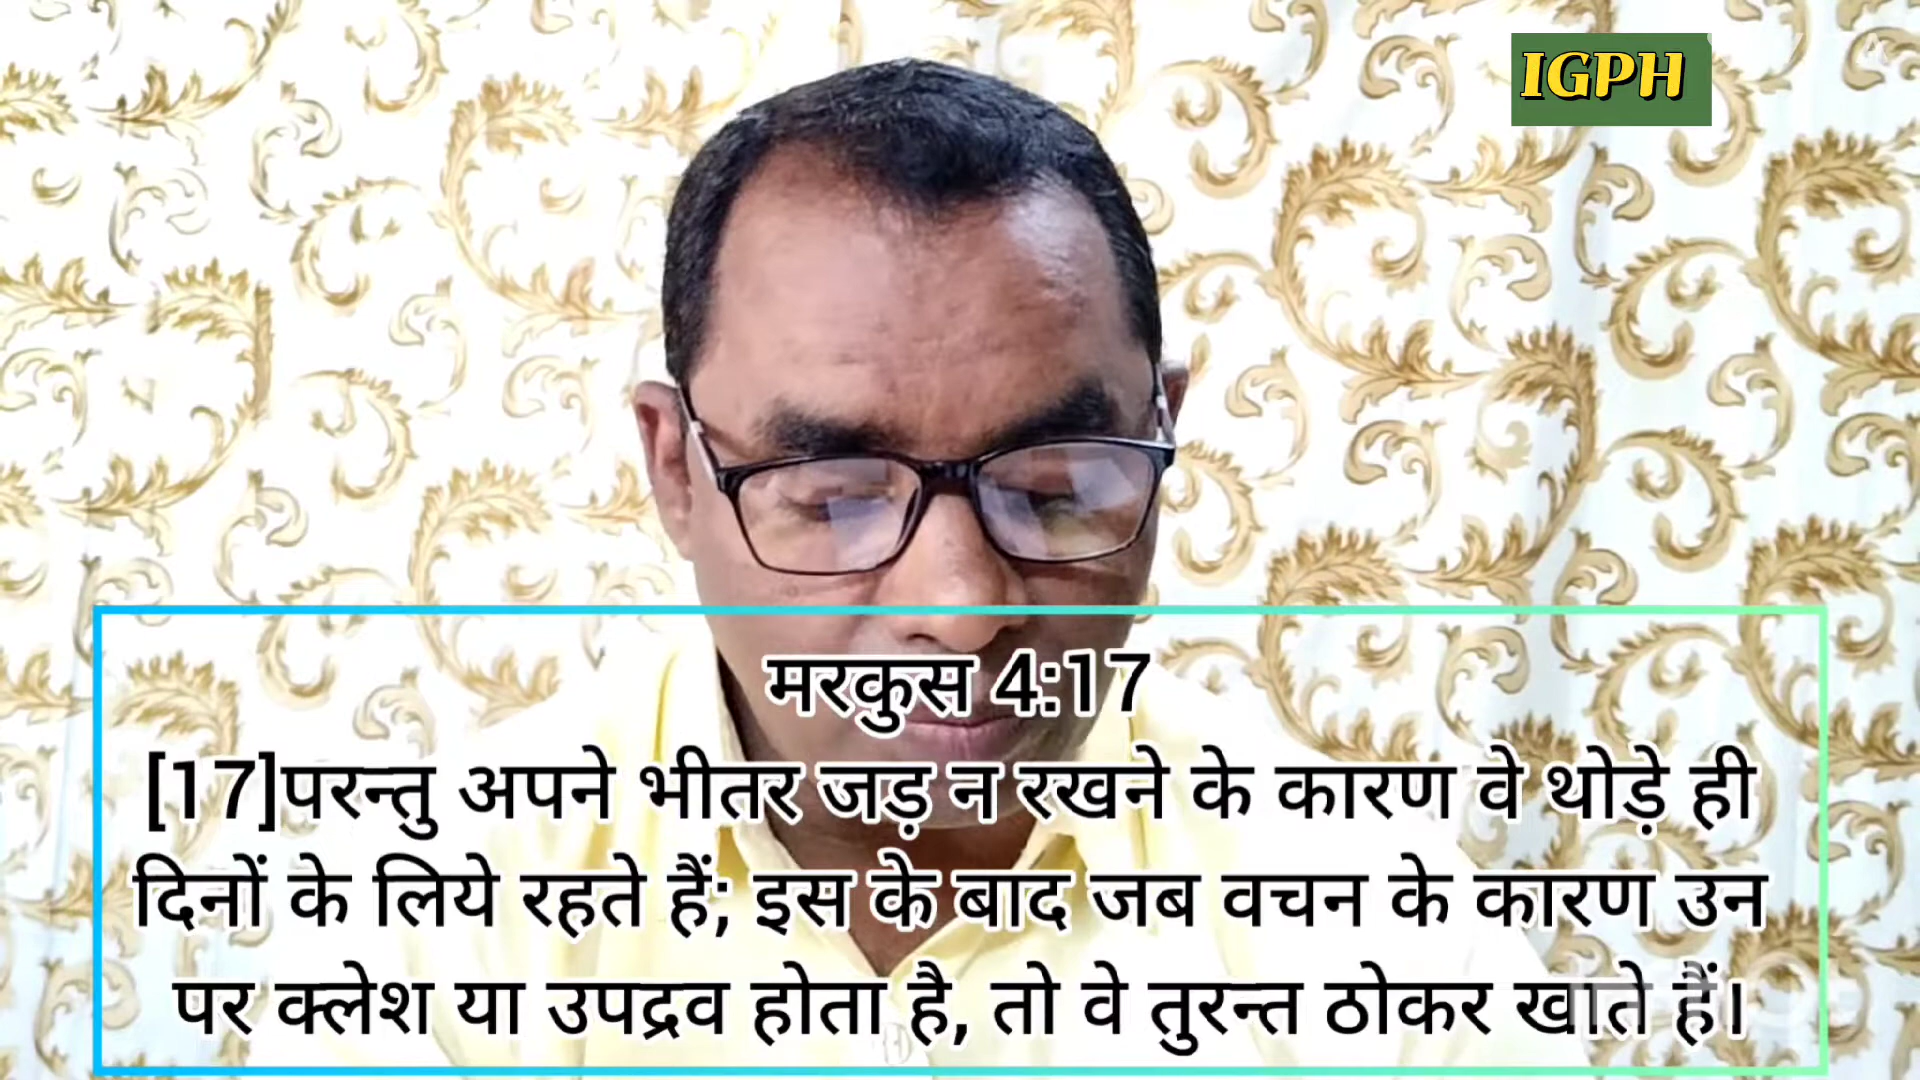 IGPH
मरकुस 4:17
[17]परन्तु अपने भीतर जड़ न रखने के कारण वे थोड़े ही
दिनों के लिये रहते हैं; इस के बाद जब वचन के कारण उन
पर क्लेश या उपद्रव होता है, तो वे तुरन्त ठोकर खाते हैं।